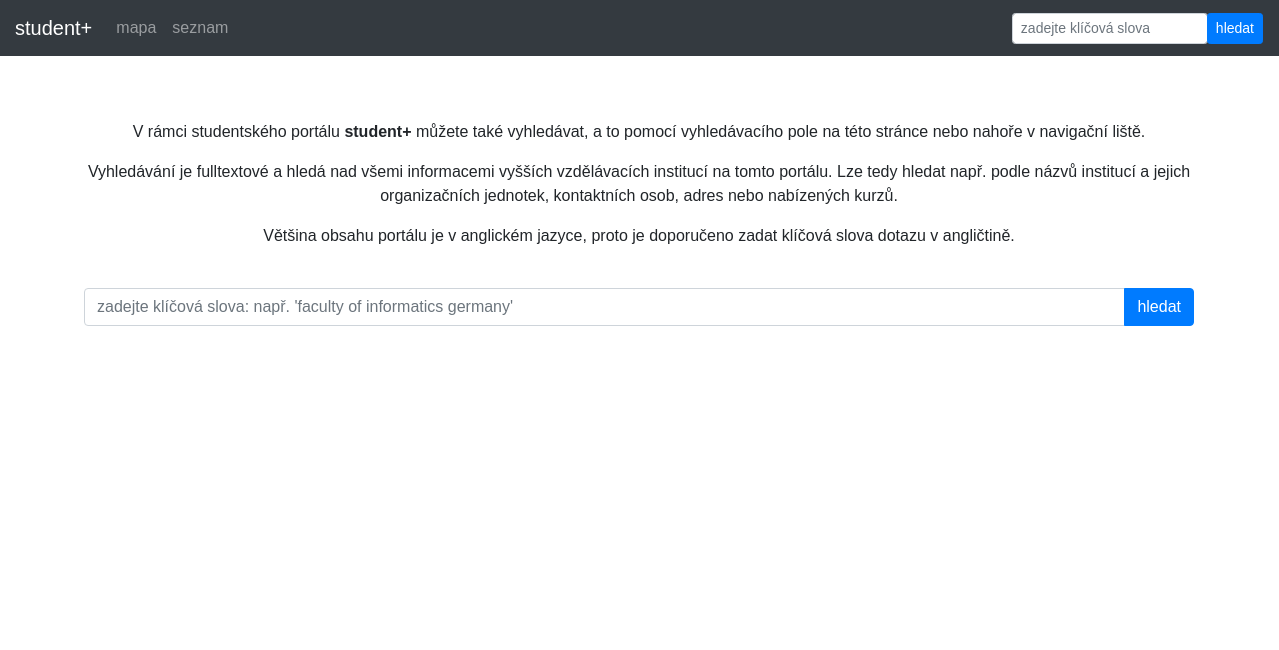 student+ mapa seznam zadejte klíčová slova hledat
V rámci studentského portálu student+ můžete také vyhledávat, a to pomocí vyhledávacího pole na této stránce nebo nahoře v navigační liště.
Vyhledávání je fulltextové a hledá nad všemi informacemi vyšších vzdělávacích institucí na tomto portálu. Lze tedy hledat např. podle názvů institucí a jejich
organizačních jednotek, kontaktních osob, adres nebo nabízených kurzů.
Většina obsahu portálu je v anglickém jazyce, proto je doporučeno zadat klíčová slova dotazu v angličtině.
zadejte klíčová slova: např. 'faculty of informatics germany' hledat